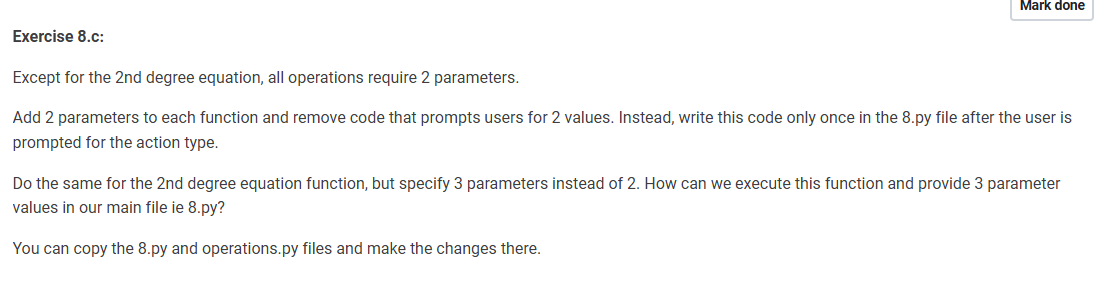 Mark done
Exercise 8.c:
Except for the 2nd degree equation, all operations require 2 parameters.
Add 2 parameters to each function and remove code that prompts users for 2 values. Instead, write this code only once in the 8.py file after the user is
prompted for the action type.
Do the same for the 2nd degree equation function, but specify 3 parameters instead of 2. How can we execute this function and provide 3 parameter
values in our main file ie 8.py?
You can copy the 8.py and operations.py files and make the changes there.